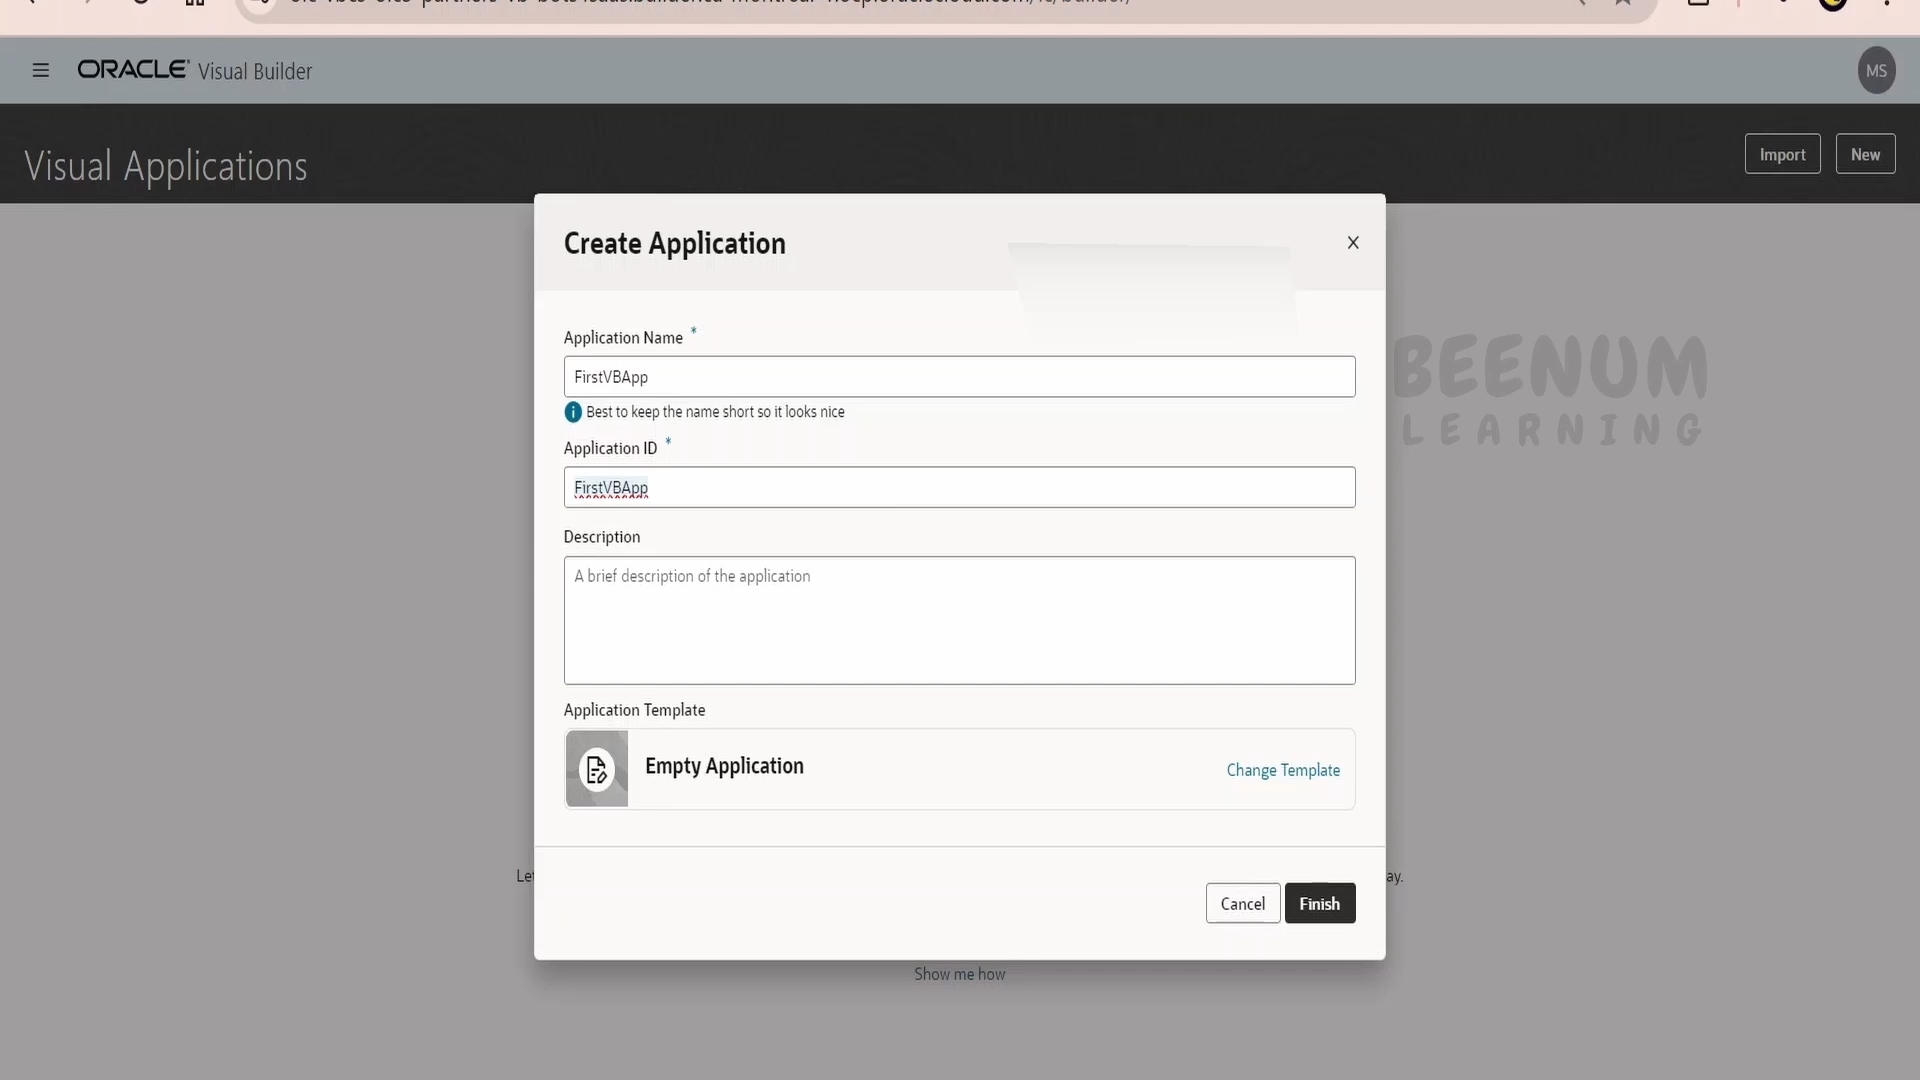 ORACLE Visual Builder
MS
Visual Applications
Import
New
Create Application
Application Name *
FirstVBApp
Best to keep the name short so it looks nice
Application ID *
FirstVBApp
Description
A brief description of the application
Application Template
Empty Application
Change Template
Cancel
Finish
Show me how
BEENUM
LEARNING